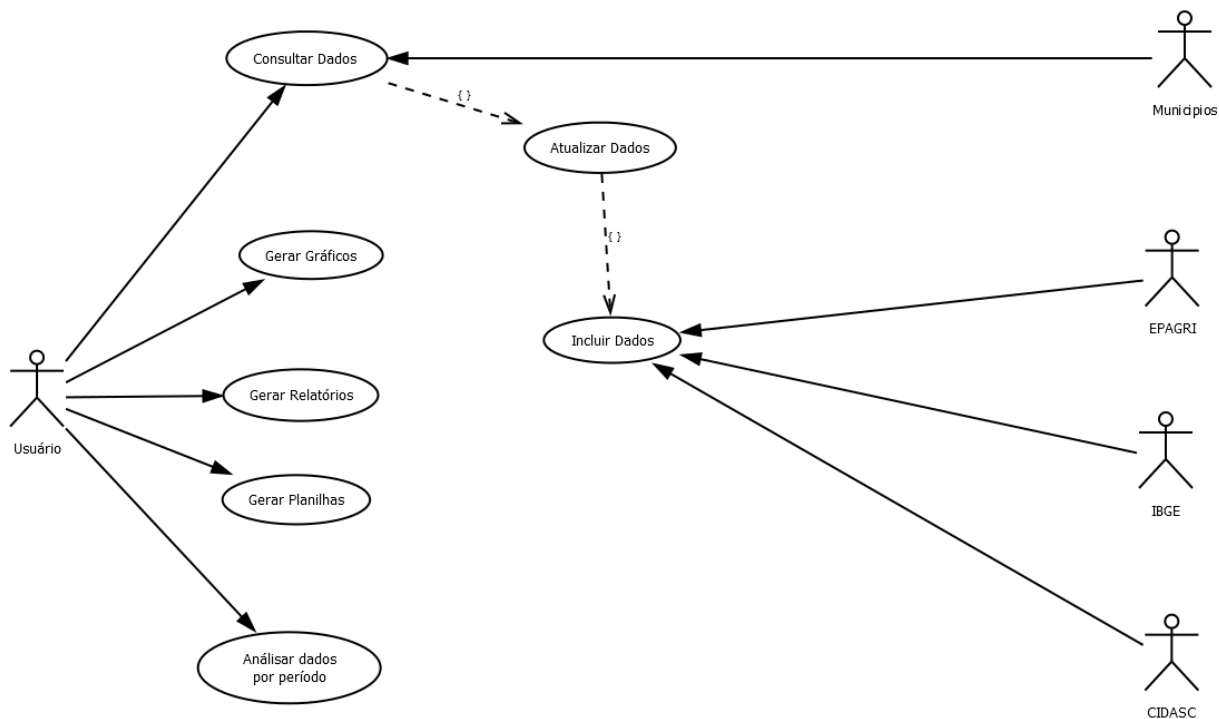 Consultar Dados
{ }
Municipios
Atualizar Dados
Gerar Gráficos
{ }
EPAGRI
Incluir Dados
Gerar Relatórios
Usuário
Gerar Planilhas
IBGE
Análisar dados
por período
CIDASC